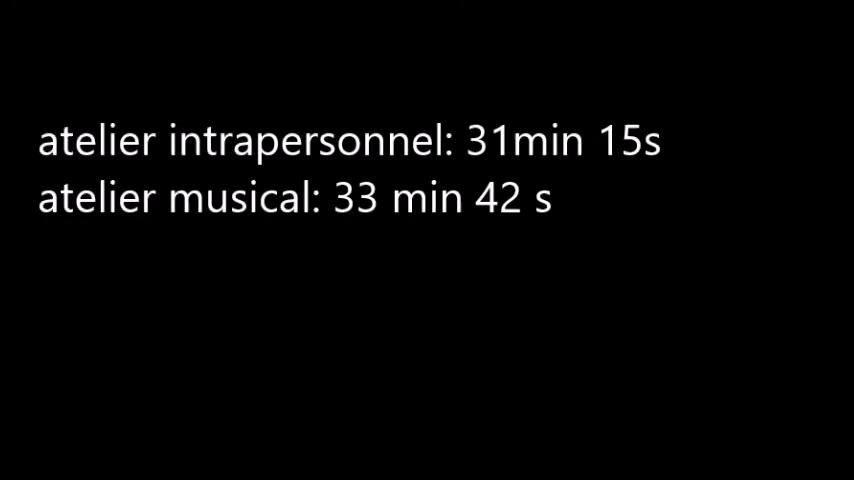 atelier intrapersonnel: 31min 15s
atelier musical: 33 min 42 s